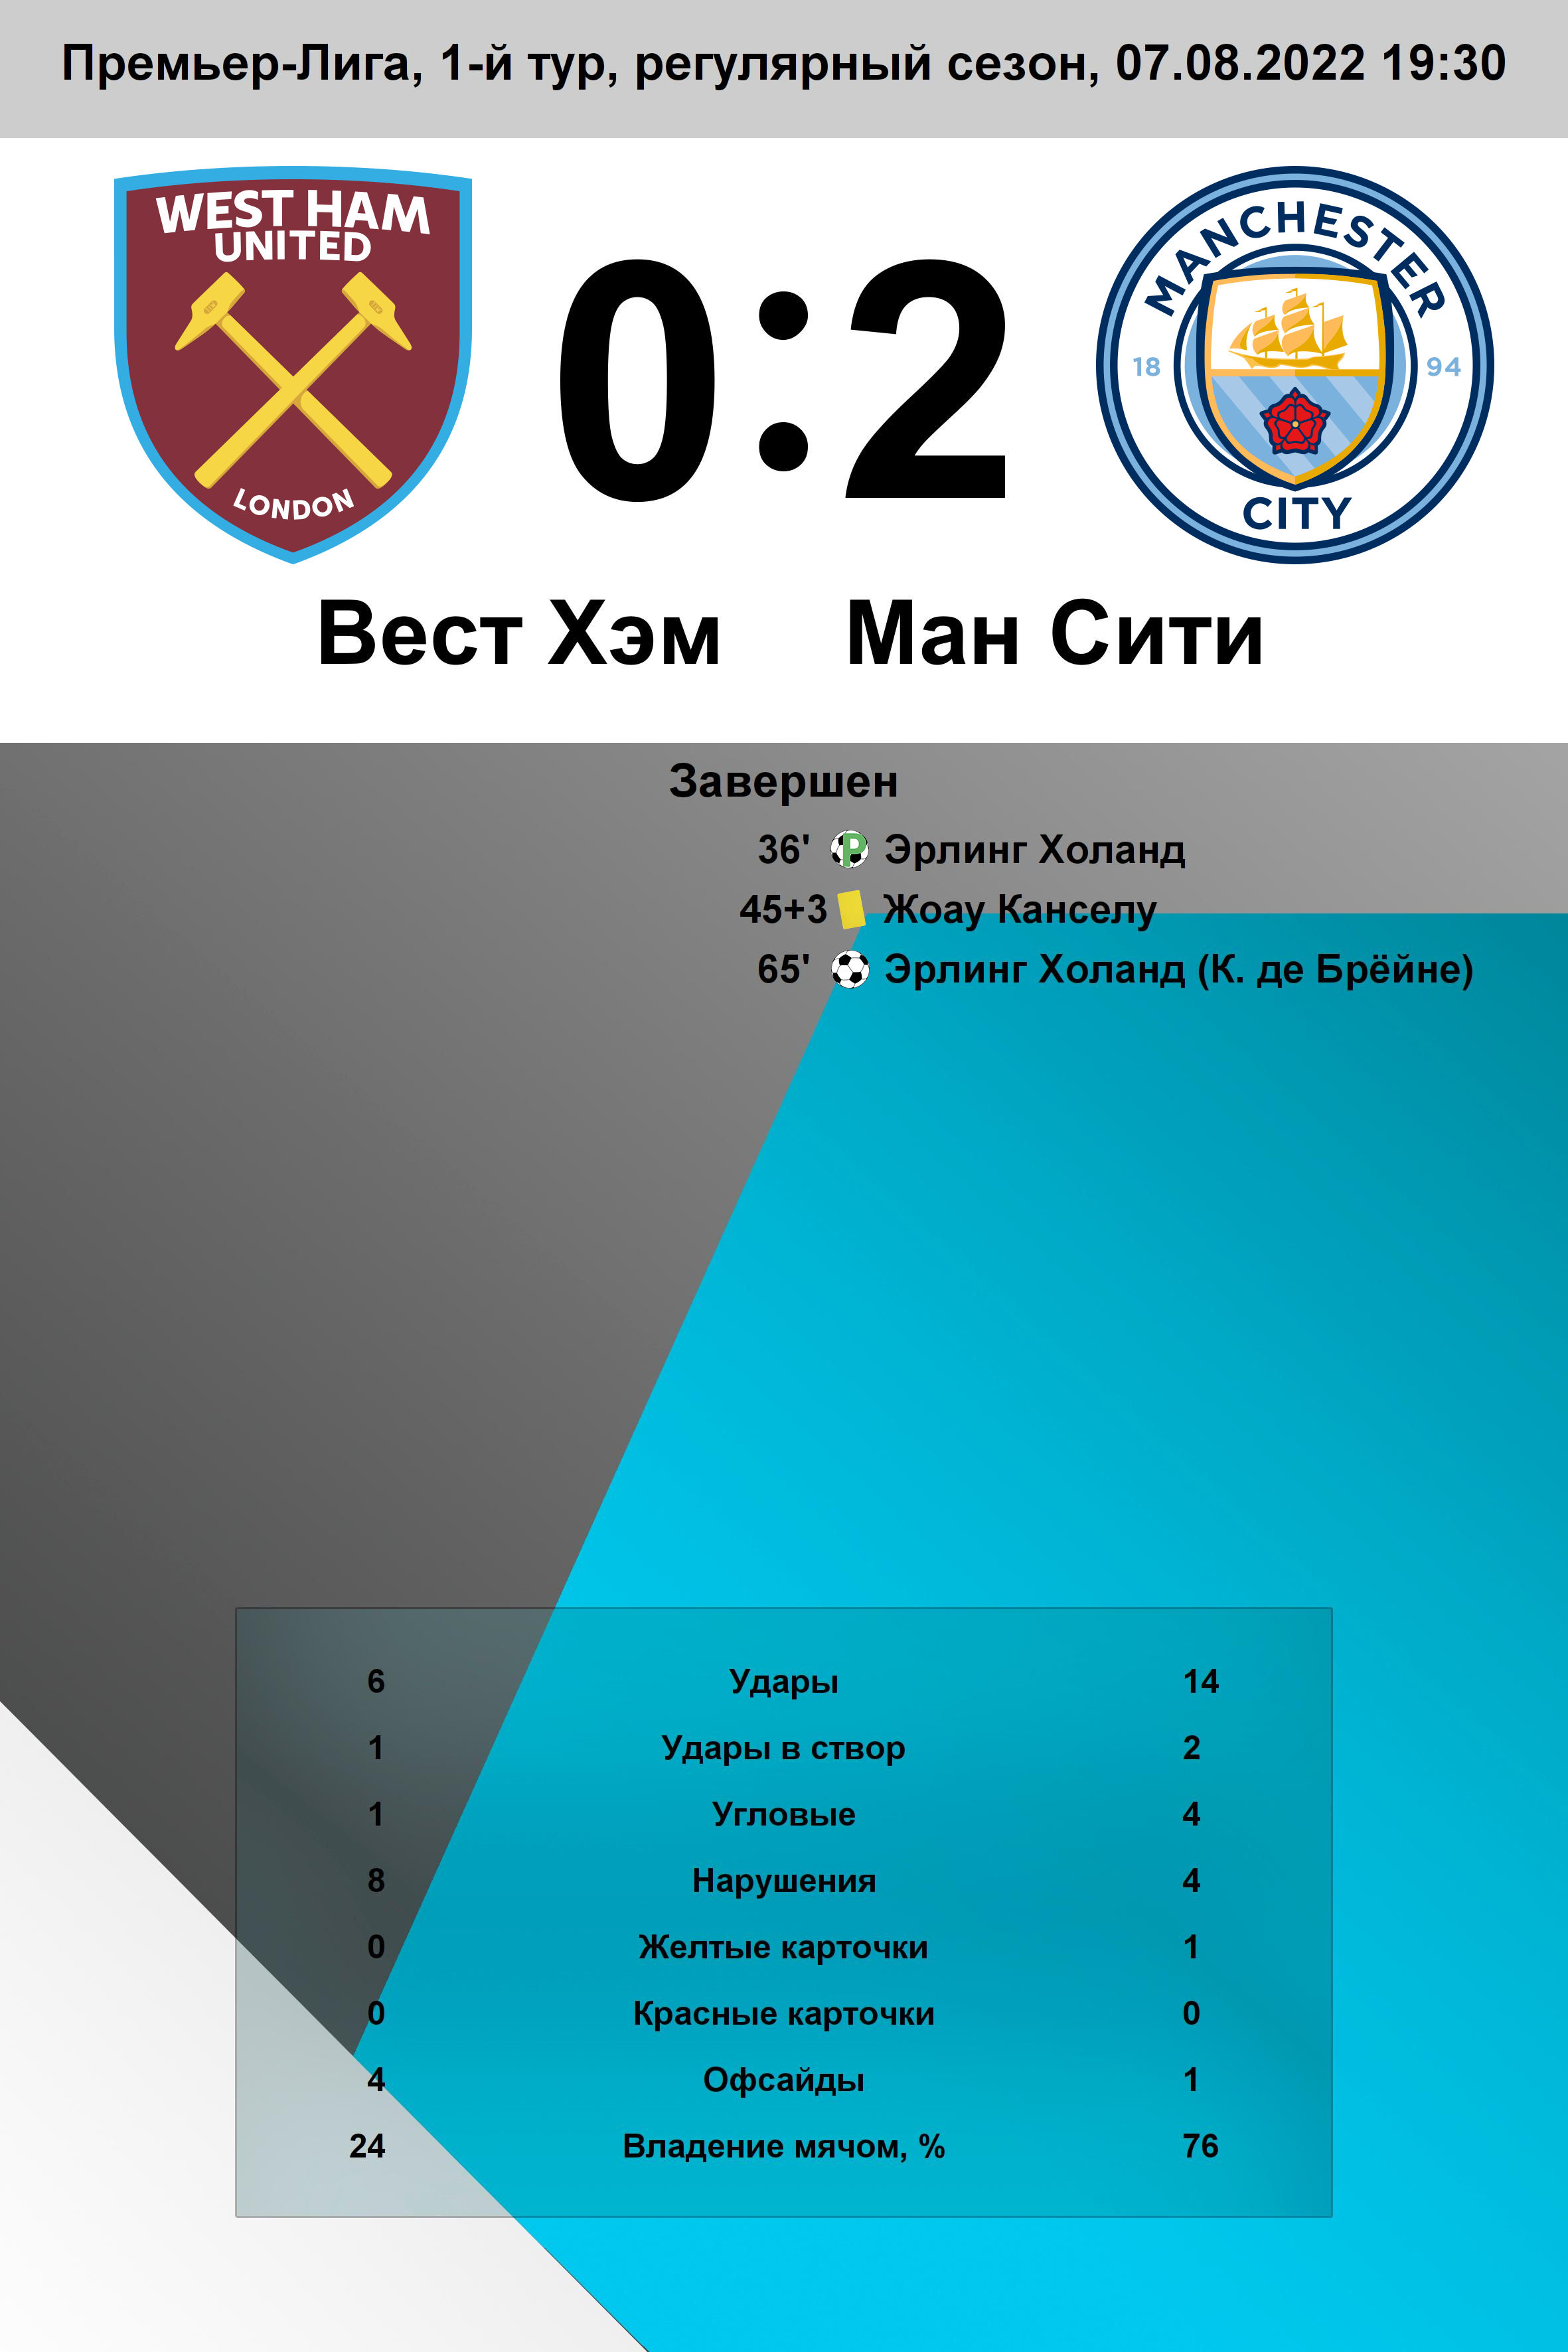 Премьер-Лига, 1-й тур, регулярный сезон, 07.08.2022 19:30
WEST HAM
UNITED
LONDON
0:2
MANCHESTER
18 94
CITY
Вест Хэм Ман Сити
Завершен
36' P Эрлинг Холанд
45+3 Жоау Канселу
65' Эрлинг Холанд (К. де Брёйне)
6 Удары 14
1 Удары в створ 2
1 Угловые 4
8 Нарушения 4
0 Желтые карточки 1
0 Красные карточки 0
4 Офсайды 1
24 Владение мячом, % 76